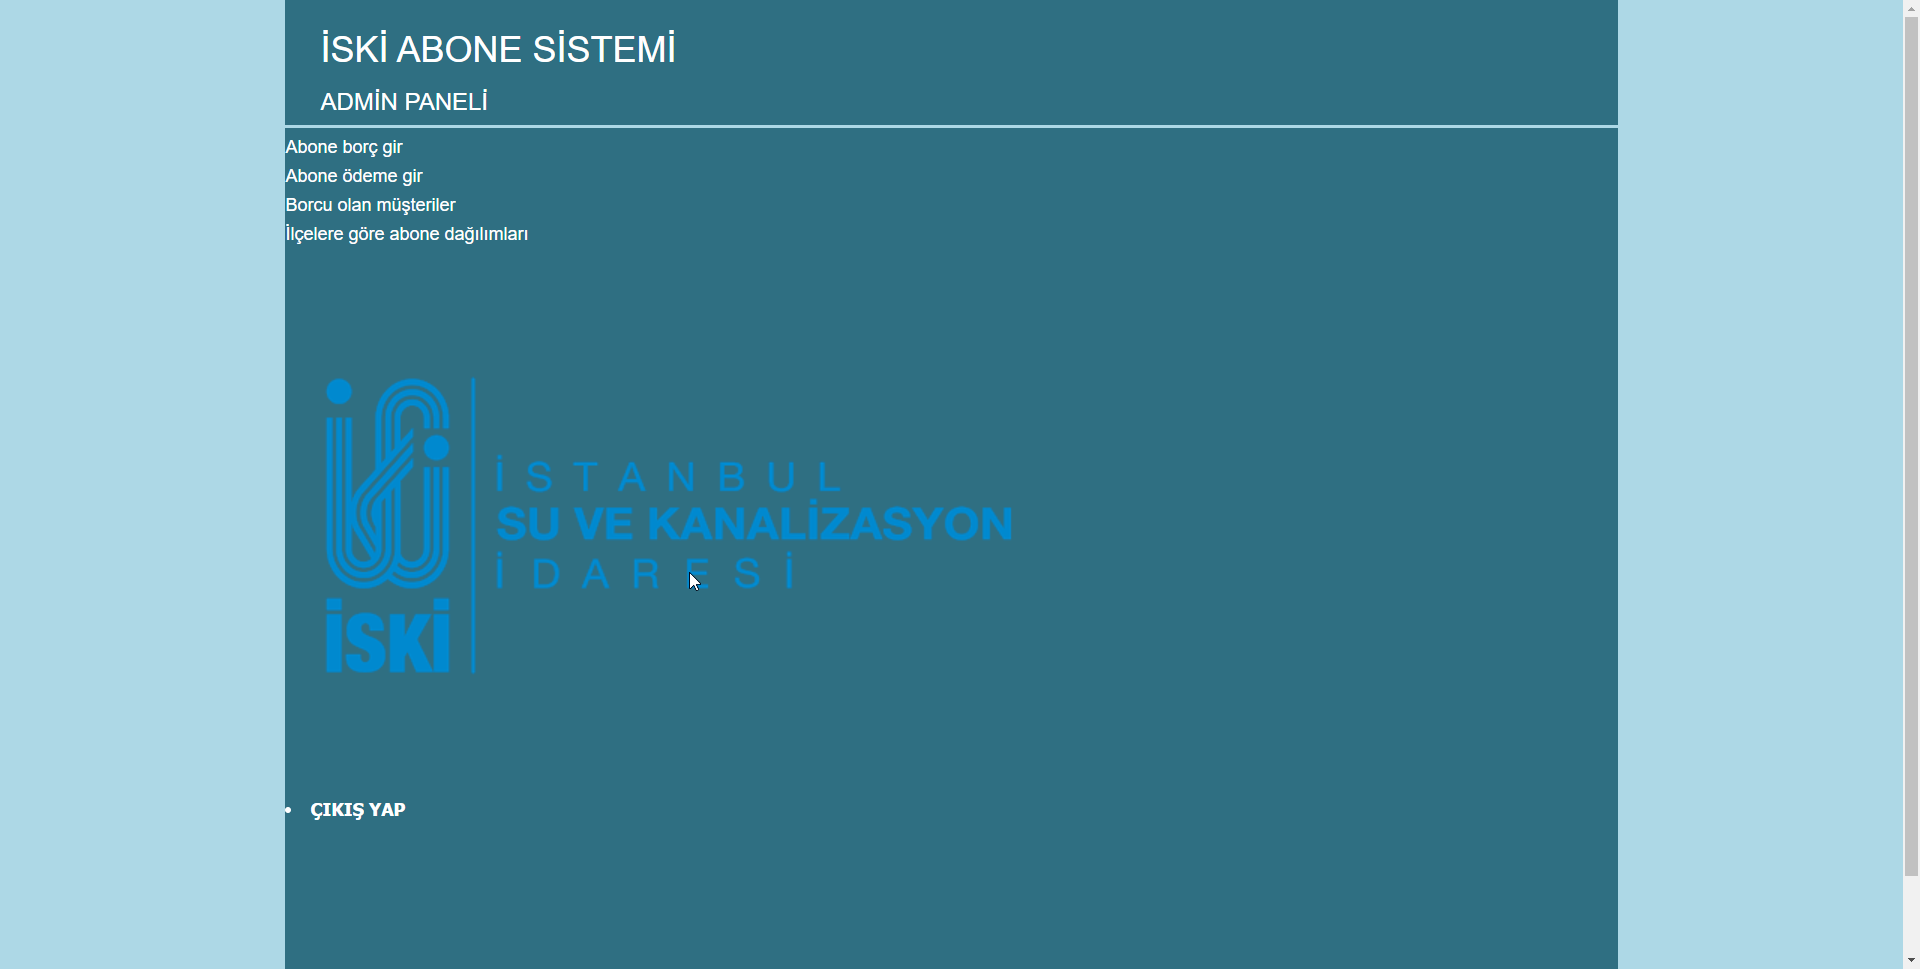 İSKİ ABONE SİSTEMİ
ADMİN PANELİ
Abone borç gir
Abone ödeme gir
Borcu olan müşteriler
İlçelere göre abone dağılımları
İSTANBUL
SU VE KANALİZASYON
İDARESİ
İSKİ
ÇIKIŞ YAP